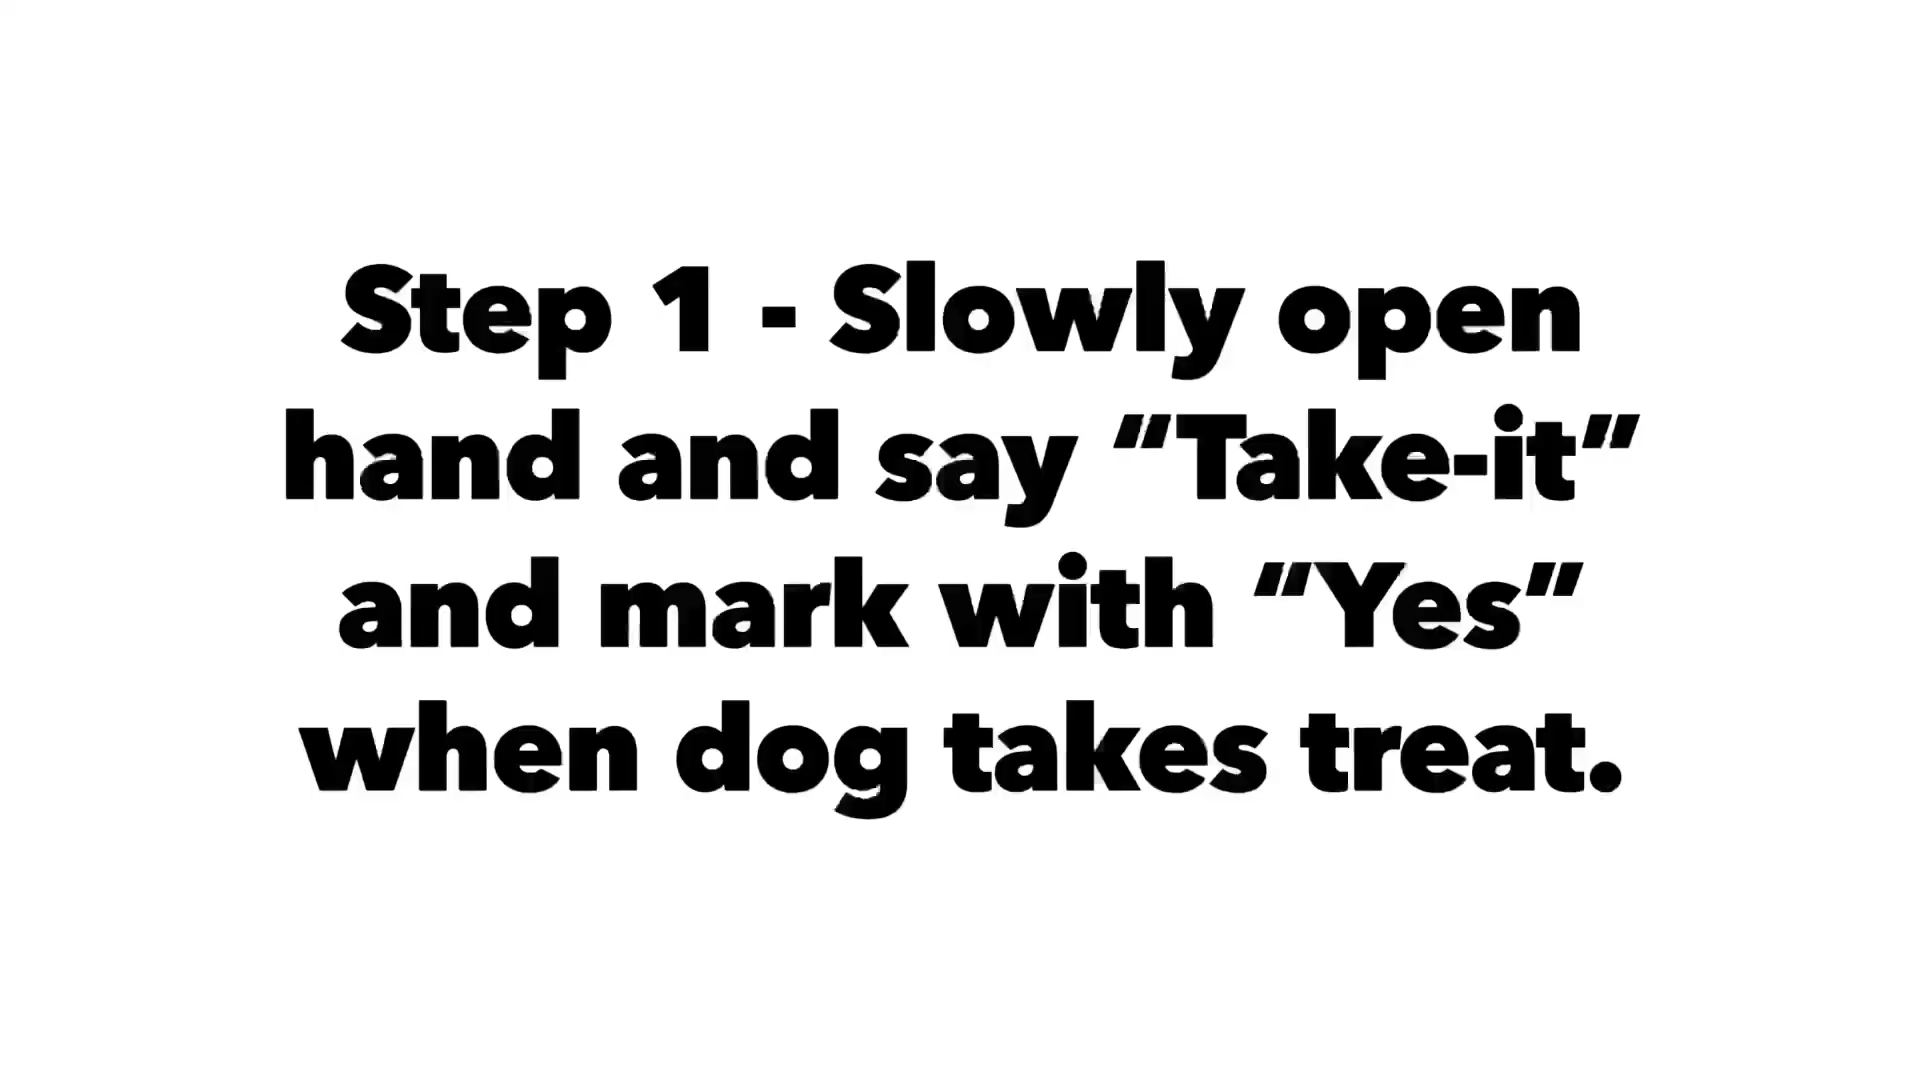 Step 1 - Slowly open
hand and say “Take-it”
and mark with “Yes”
when dog takes treat.